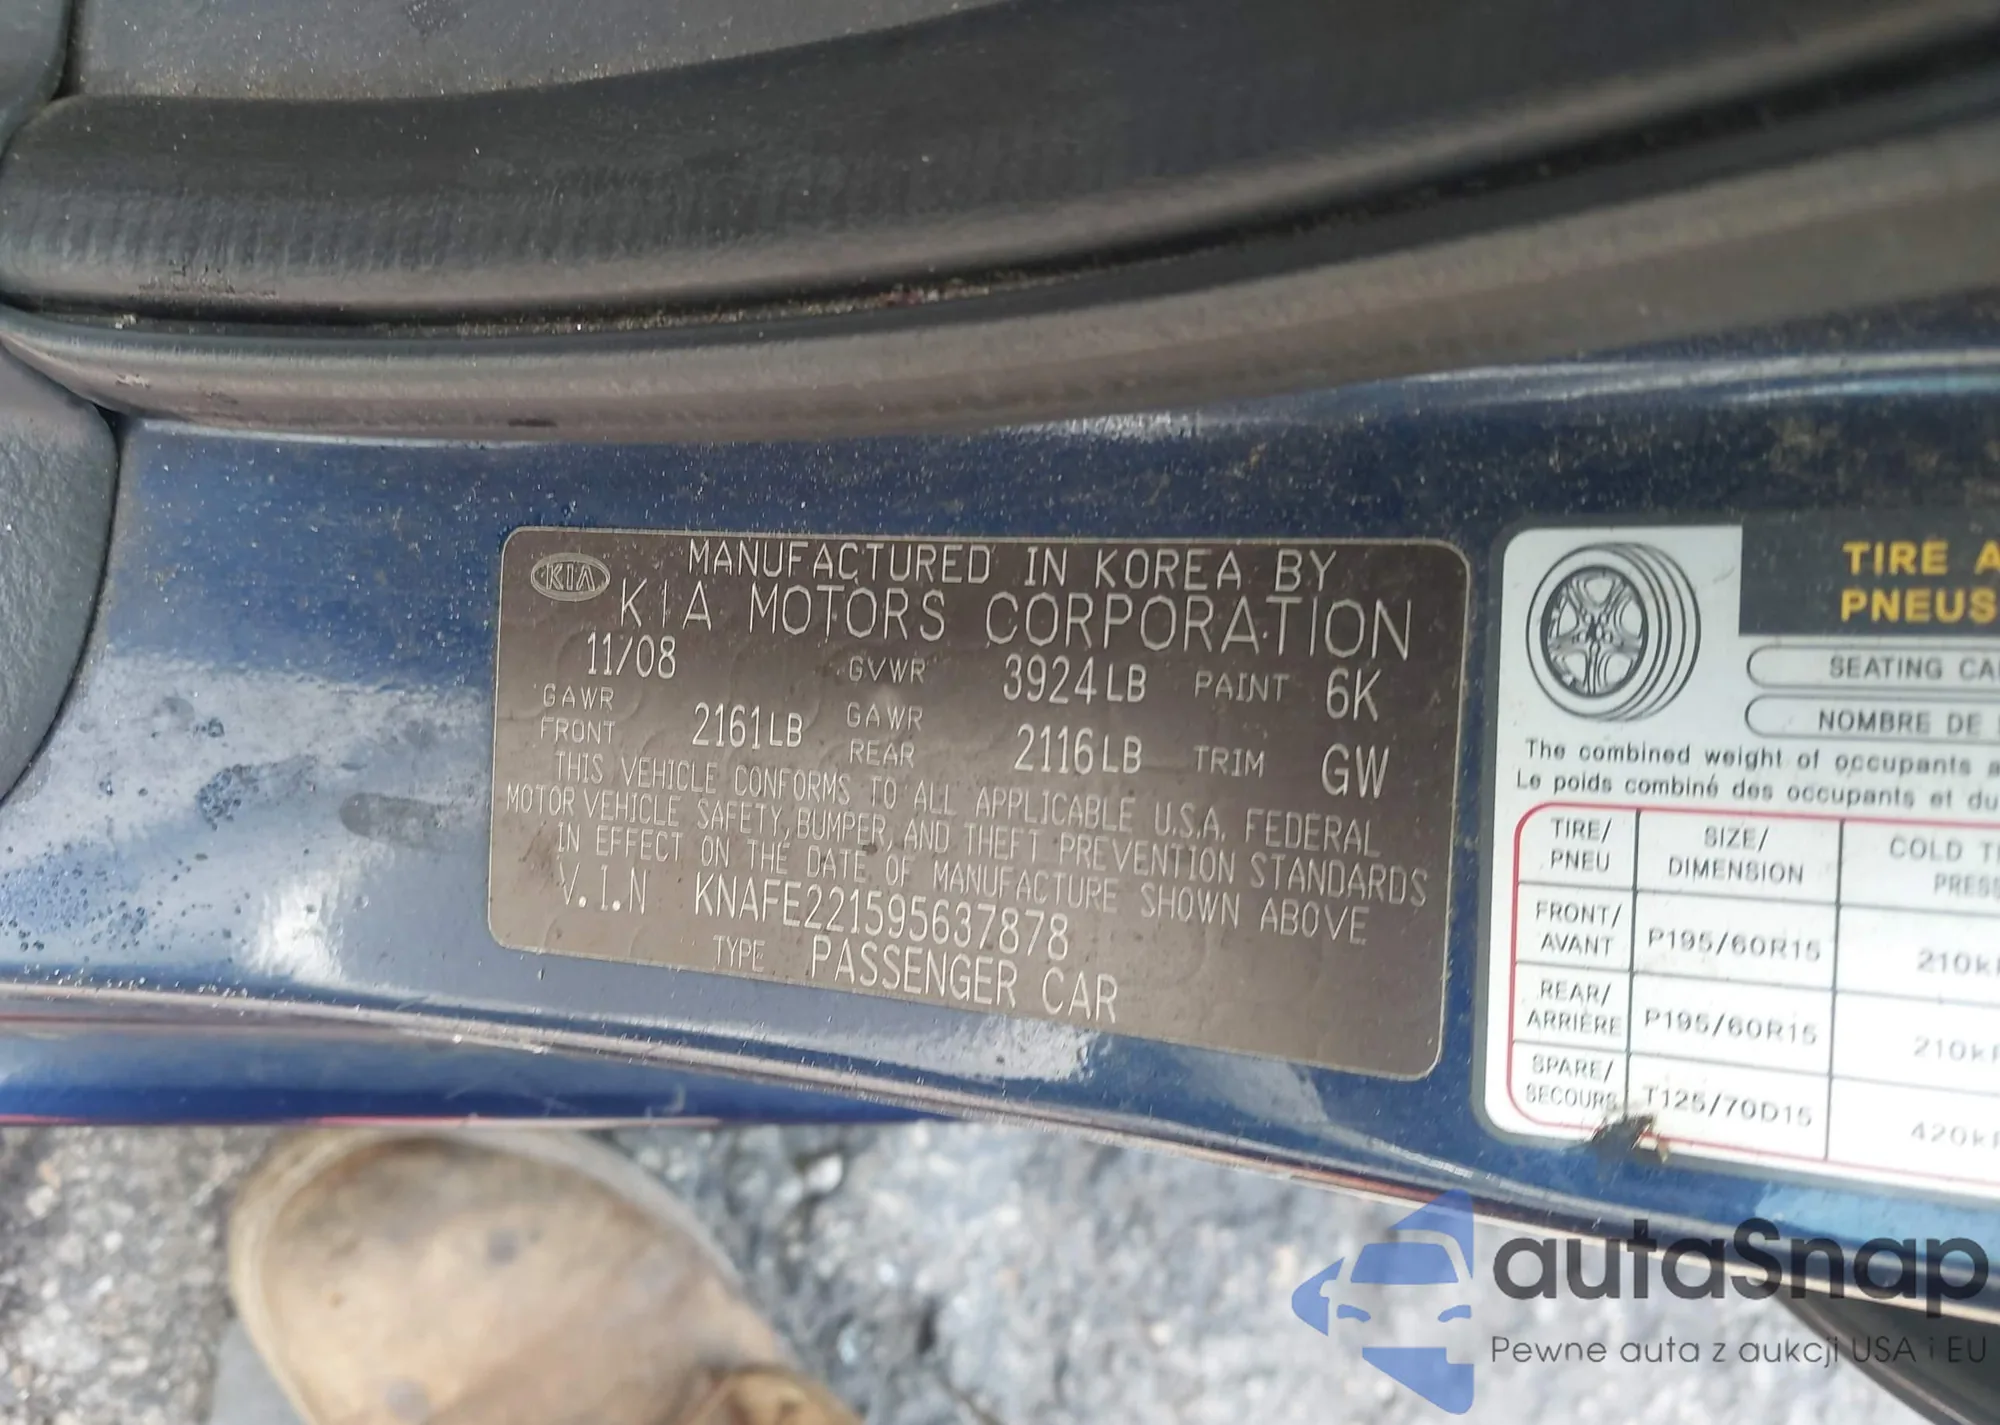 KIA
MANUFACTURED IN KOREA BY
KIA MOTORS CORPORATION
11/08 GVWR 3924LB PAINT 6K
GAWR FRONT 2161LB GAWR REAR 2116LB TRIM GW
THIS VEHICLE CONFORMS TO ALL APPLICABLE U.S.A. FEDERAL
MOTOR VEHICLE SAFETY, BUMPER, AND THEFT PREVENTION STANDARDS
IN EFFECT ON THE DATE OF MANUFACTURE SHOWN ABOVE
V.I.N KNAFE221595637878
TYPE PASSENGER CAR
TIRE A
PNEUS
SEATING CA
NOMBRE DE
The combined weight of occupants a
Le poids combiné des occupants et du
TIRE/ PNEU SIZE/ DIMENSION COLD TI PRESS
FRONT/ AVANT P195/60R15 210k
REAR/ ARRIÈRE P195/60R15 210k
SPARE/ SECOURS T125/70D15 420k
autaSnap
Pewne auta z aukcji USA i EU